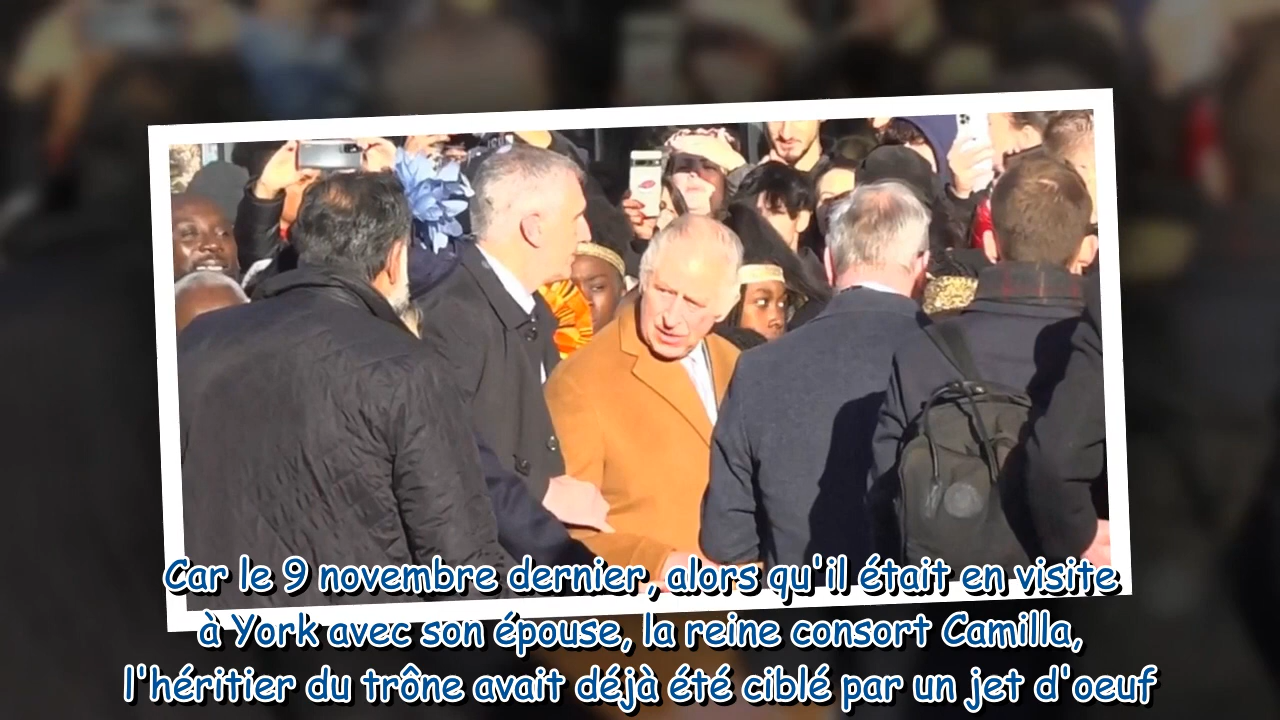 Car le 9 novembre dernier, alors qu'il était en visite
à York avec son épouse, la reine consort Camilla,
l'héritier du trône avait déjà été ciblé par un jet d'oeuf